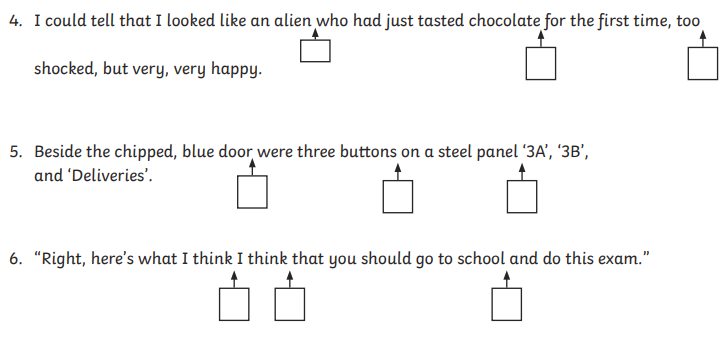 4. I could tell that I looked like an alien who had just tasted chocolate for the first time, too
shocked, but very, very happy.
5. Beside the chipped, blue door were three buttons on a steel panel ‘3A’, ‘3B’,
and ‘Deliveries’.
6. “Right, here’s what I think I think that you should go to school and do this exam.”